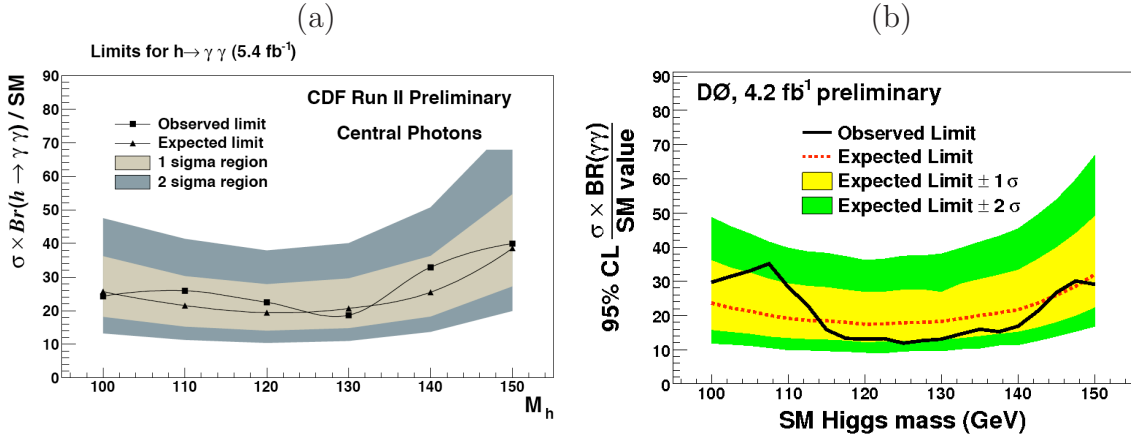 (a)
Limits for h→ γ γ (5.4 fb⁻¹)
σ × Br(h → γ γ) / SM
90
80
70
60
50
40
30
20
10
0
CDF Run II Preliminary
Observed limit
Central Photons
Expected limit
1 sigma region
2 sigma region
100 110 120 130 140 150
M h
(b)
95% CL σ × BR(γγ) / SM value
90
80
70
60
50
40
30
20
10
0
DØ, 4.2 fb⁻¹ preliminary
Observed Limit
Expected Limit
Expected Limit ± 1 σ
Expected Limit ± 2 σ
100 110 120 130 140 150
SM Higgs mass (GeV)